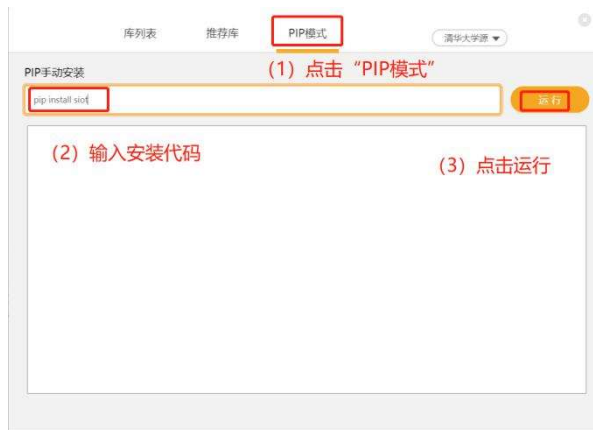 库列表 推荐库 PIP模式 清华大学源
PIP手动安装
(1) 点击 “PIP模式”
pip install siot
运行
(2) 输入安装代码
(3) 点击运行